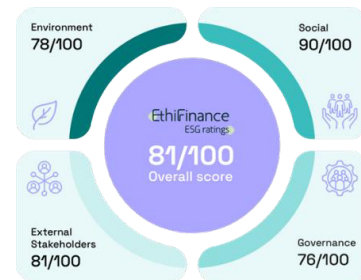 Environment
78/100
Social
90/100
EthiFinance
ESG ratings
81/100
Overall score
External
Stakeholders
81/100
Governance
76/100